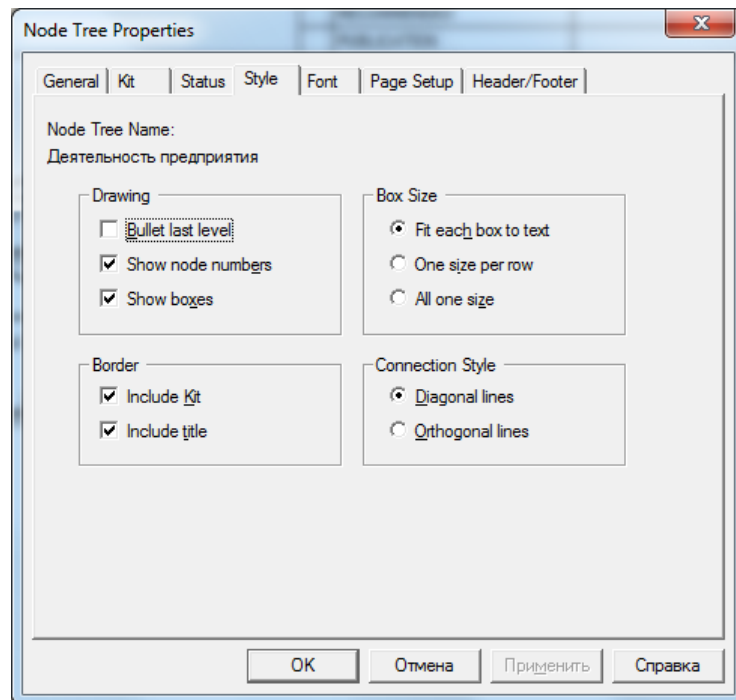 Node Tree Properties
General Kit Status Style Font Page Setup Header/Footer
Node Tree Name:
Деятельность предприятия
Drawing
Bullet last level
Show node numbers
Show boxes
Box Size
Fit each box to text
One size per row
All one size
Border
Include Kit
Include title
Connection Style
Diagonal lines
Orthogonal lines
OK Отмена Применить Справка